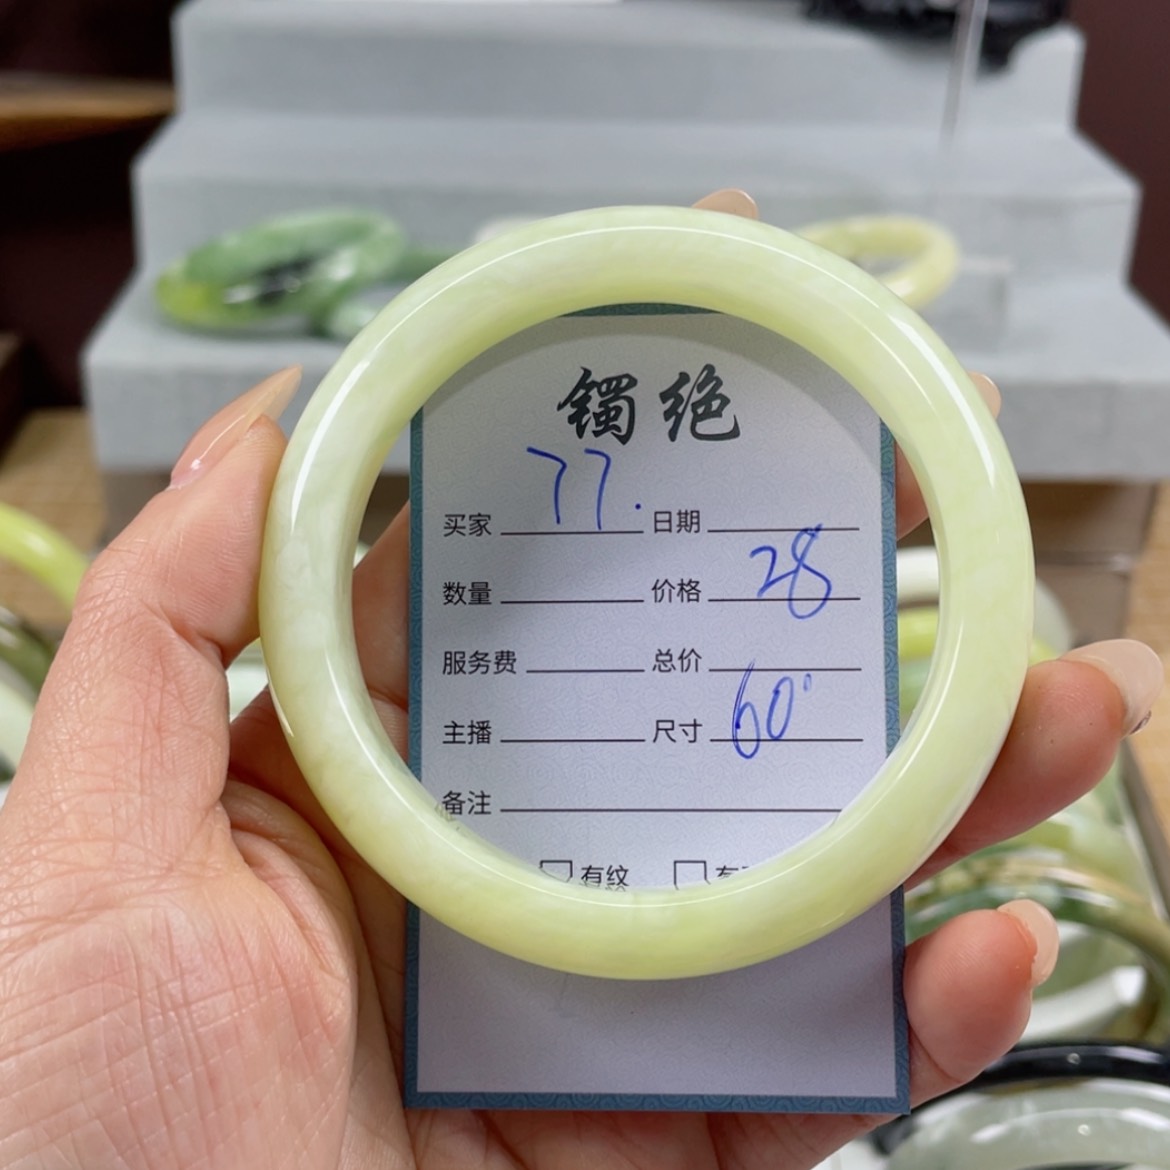 镯绝
买家 77. 日期
数量 价格 28
服务费 总价
主播 尺寸 60
备注
有纹